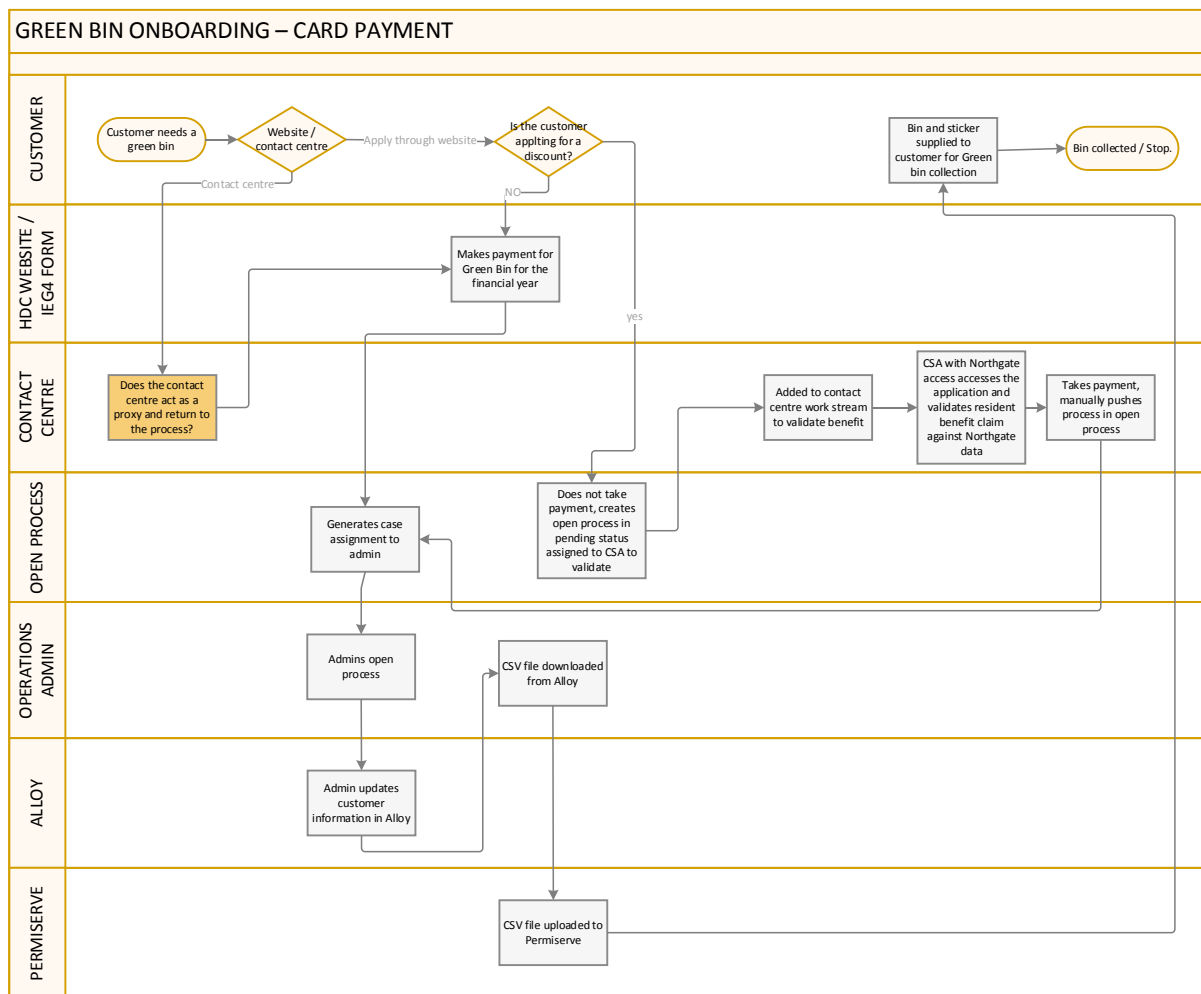 GREEN BIN ONBOARDING – CARD PAYMENT
CUSTOMER
Customer needs a
green bin
Website /
contact centre
Apply through website
Is the customer
applting for a
discount?
Contact centre
NO
yes
Bin and sticker
supplied to
customer for Green
bin collection
Bin collected / Stop.
HDC WEBSITE /
IEG4 FORM
Makes payment for
Green Bin for the
financial year
CONTACT
CENTRE
Does the contact
centre act as a
proxy and return to
the process?
Added to contact
centre work stream
to validate benefit
CSA with Northgate
access accesses the
application and
validates resident
benefit claim
against Northgate
data
Takes payment,
manually pushes
process in open
process
OPEN PROCESS
Generates case
assignment to
admin
Does not take
payment, creates
open process in
pending status
assigned to CSA to
validate
OPERATIONS
ADMIN
Admins open
process
CSV file downloaded
from Alloy
ALLOY
Admin updates
customer
information in Alloy
PERMISERVE
CSV file uploaded to
Permiserve